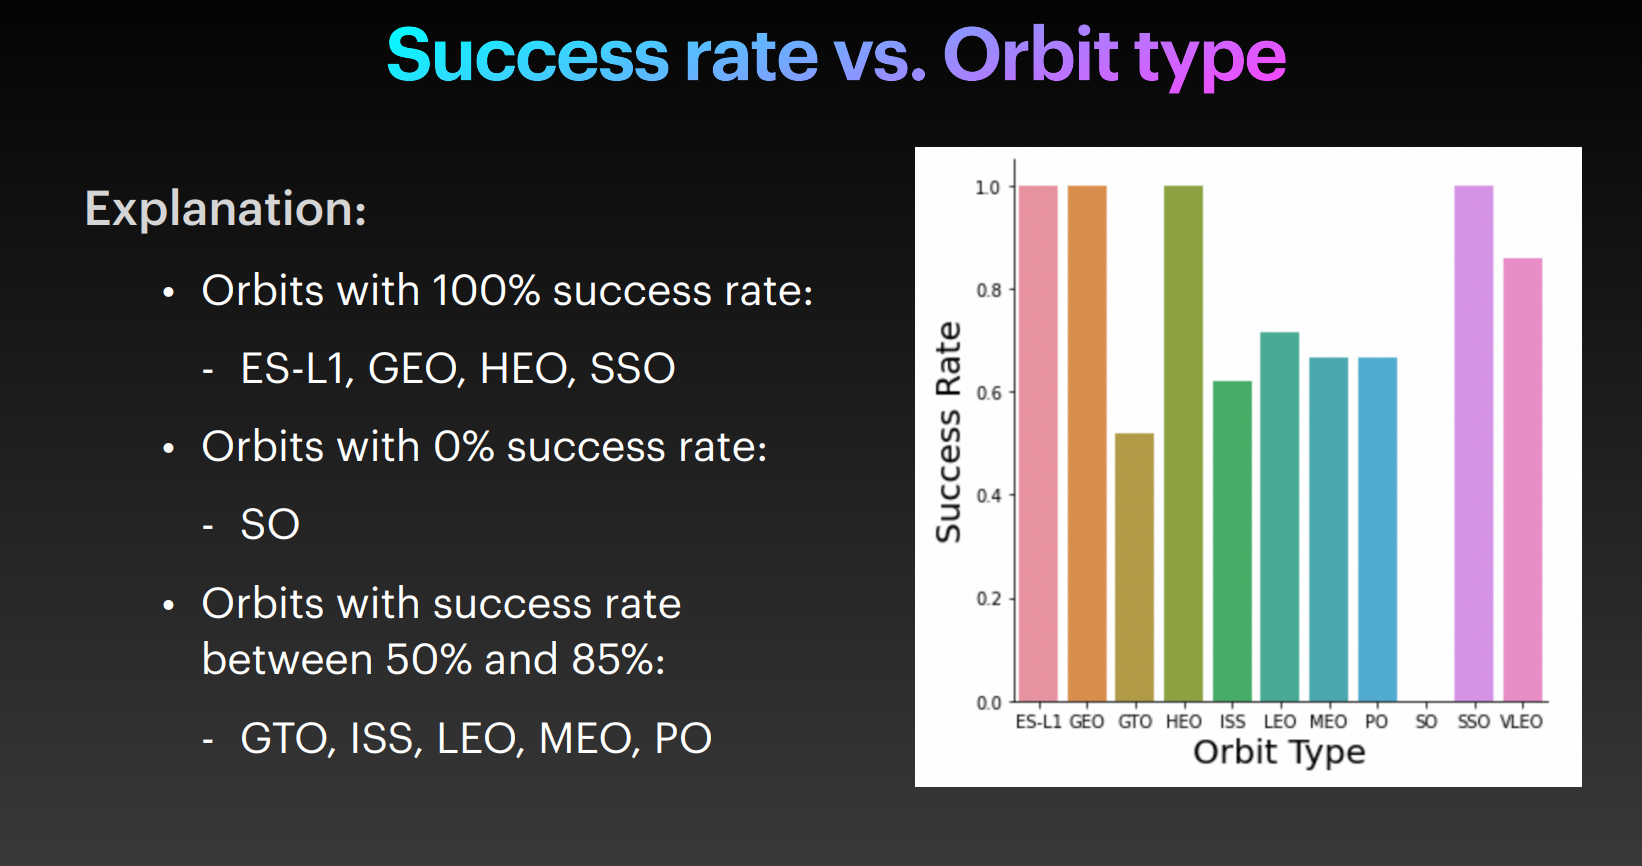 Success rate vs. Orbit type
Explanation:
• Orbits with 100% success rate:
- ES-L1, GEO, HEO, SSO
• Orbits with 0% success rate:
- SO
• Orbits with success rate
between 50% and 85%:
- GTO, ISS, LEO, MEO, PO
Success Rate
1.0
0.8
0.6
0.4
0.2
0.0
ES-L1 GEO GTO HEO ISS LEO MEO PO SO SSO VLEO
Orbit Type